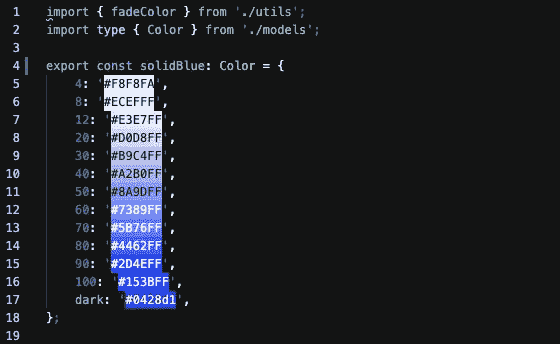 1 import { fadeColor } from './utils';
2 import type { Color } from './models';
3
4 export const solidBlue: Color = {
5 4: '#F8F8FA',
6 8: '#ECEFFF',
7 12: '#E3E7FF',
8 20: '#D0D8FF',
9 30: '#B9C4FF',
10 40: '#A2B0FF',
11 50: '#8A9DFF',
12 60: '#7389FF',
13 70: '#5B76FF',
14 80: '#4462FF',
15 90: '#2D4EFF',
16 100: '#153BFF',
17 dark: '#0428d1',
18 };
19